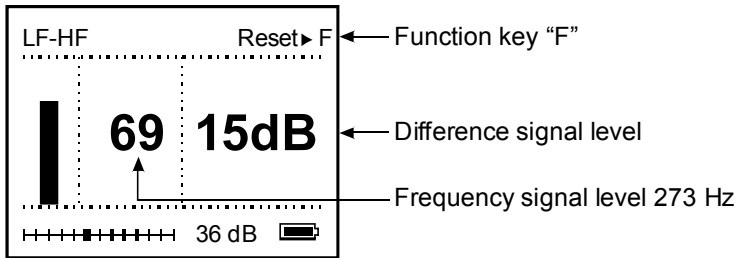 LF-HF Reset ▸ F
Function key “F”
69 15dB
Difference signal level
Frequency signal level 273 Hz
36 dB